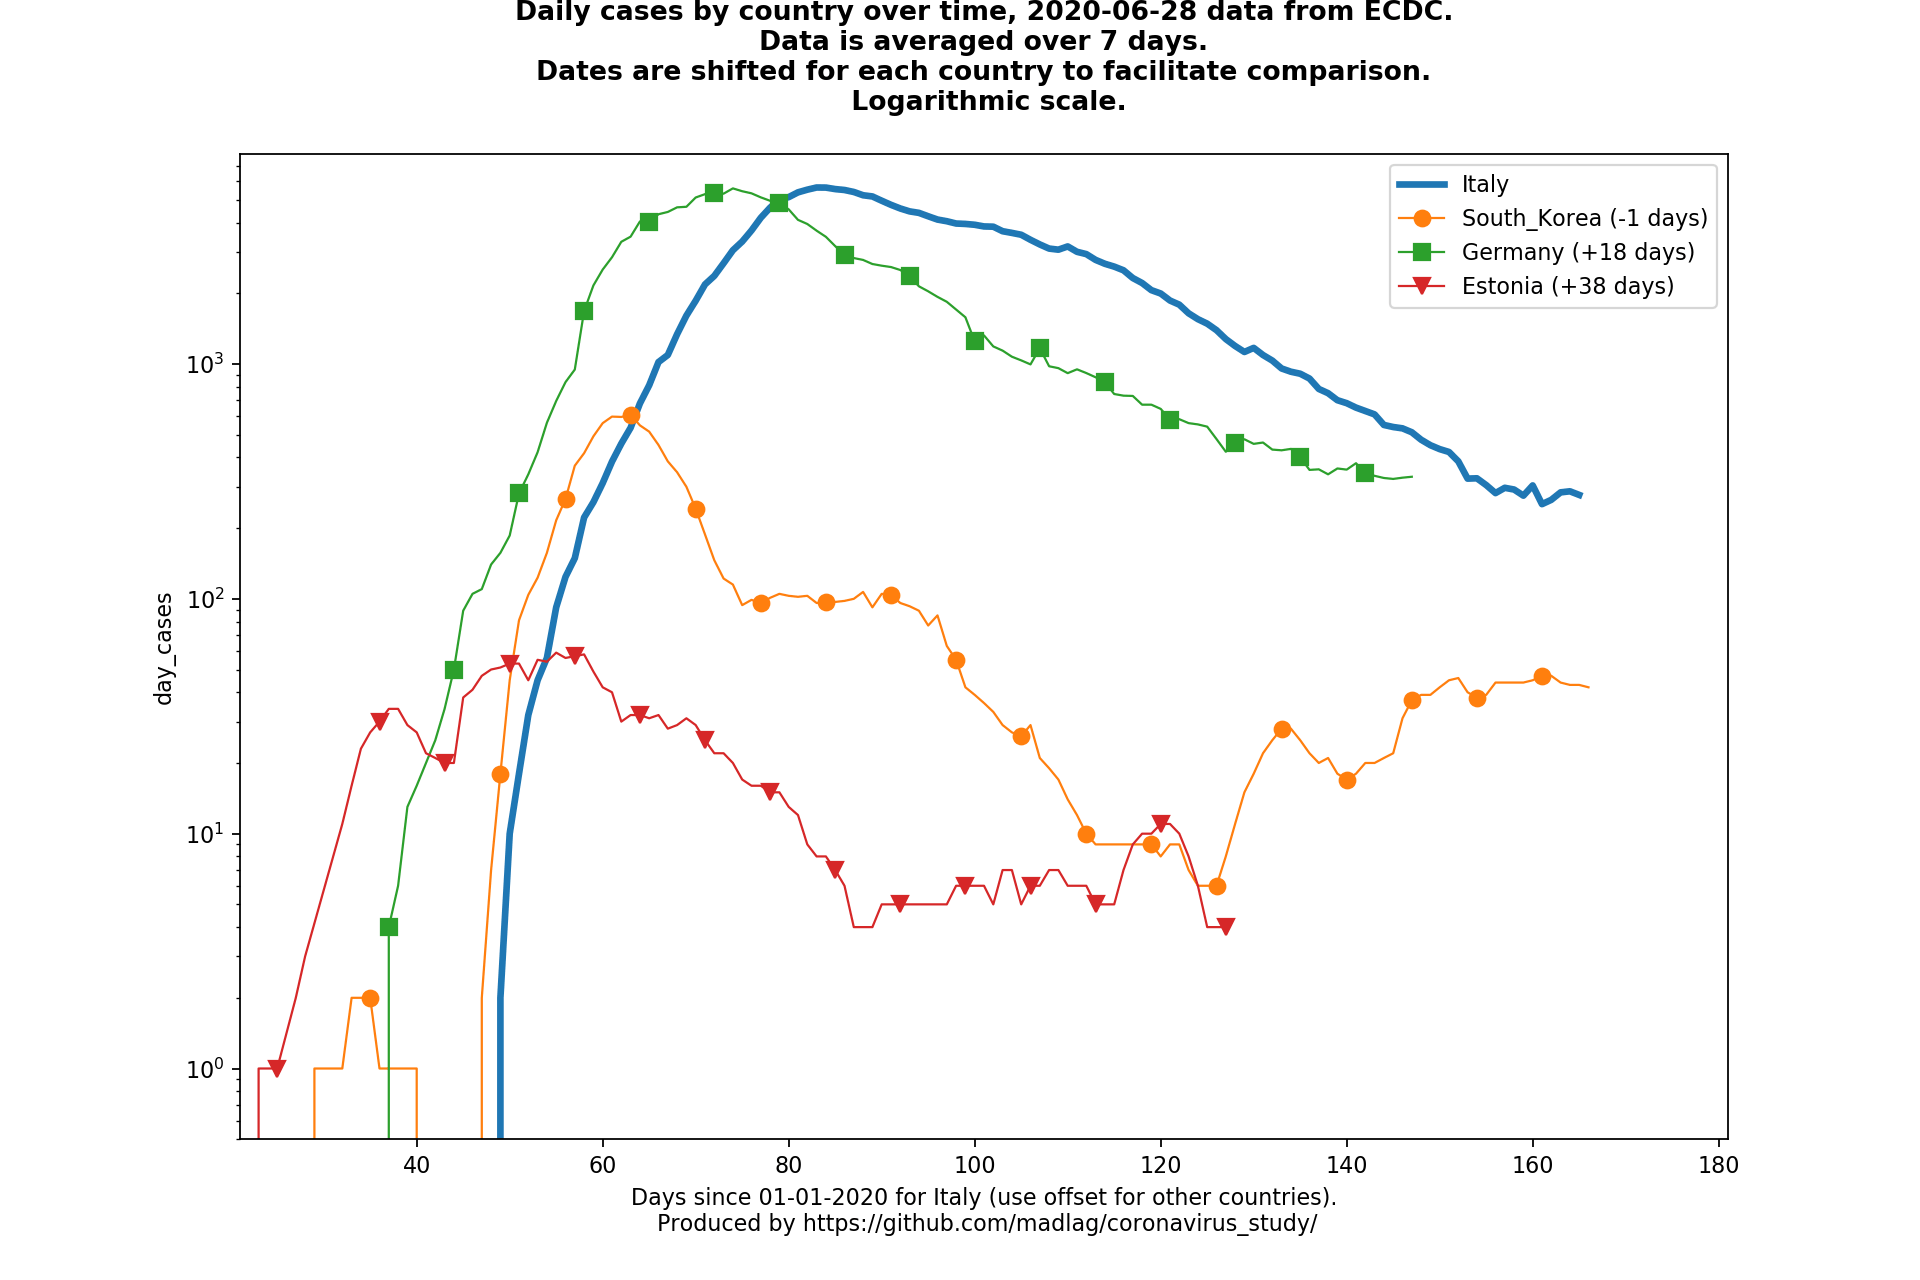 Daily cases by country over time, 2020-06-28 data from ECDC.
Data is averaged over 7 days.
Dates are shifted for each country to facilitate comparison.
Logarithmic scale.
Italy
South_Korea (-1 days)
Germany (+18 days)
Estonia (+38 days)
day_cases
10³
10²
10¹
10⁰
40 60 80 100 120 140 160 180
Days since 01-01-2020 for Italy (use offset for other countries).
Produced by https://github.com/madlag/coronavirus_study/